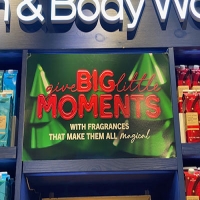 & Body Wo
give BIG little
MOMENTS
WITH FRAGRANCES
THAT MAKE THEM ALL magical